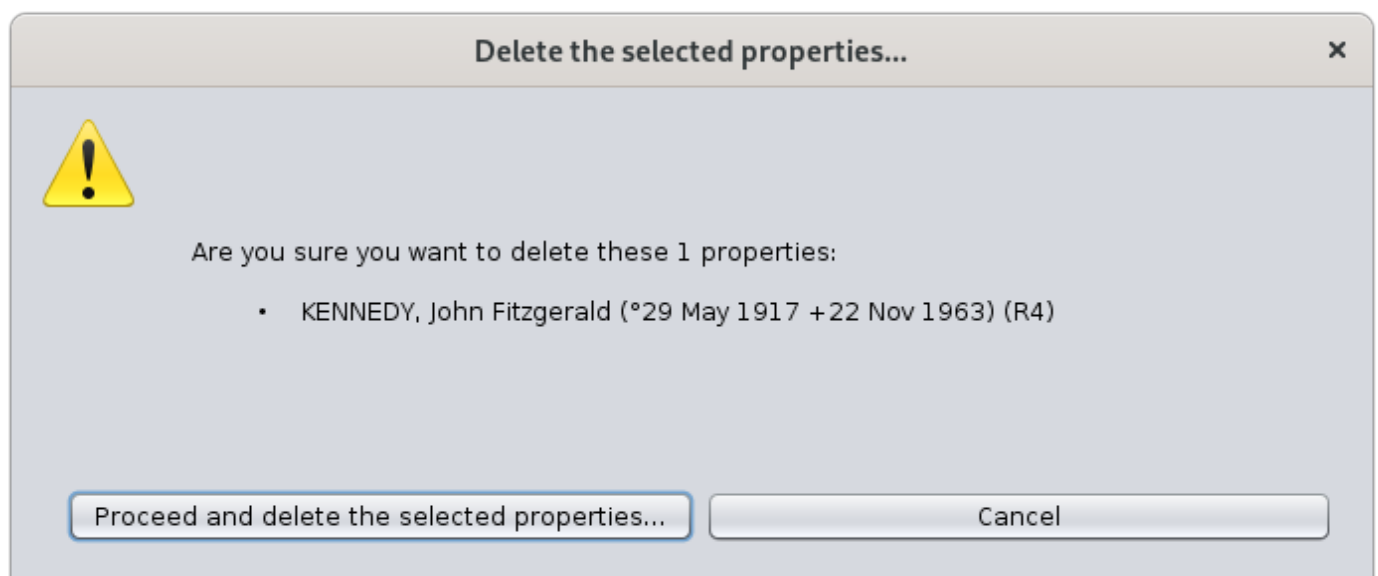 Delete the selected properties...
Are you sure you want to delete these 1 properties:
• KENNEDY, John Fitzgerald (°29 May 1917 +22 Nov 1963) (R4)
Proceed and delete the selected properties...
Cancel